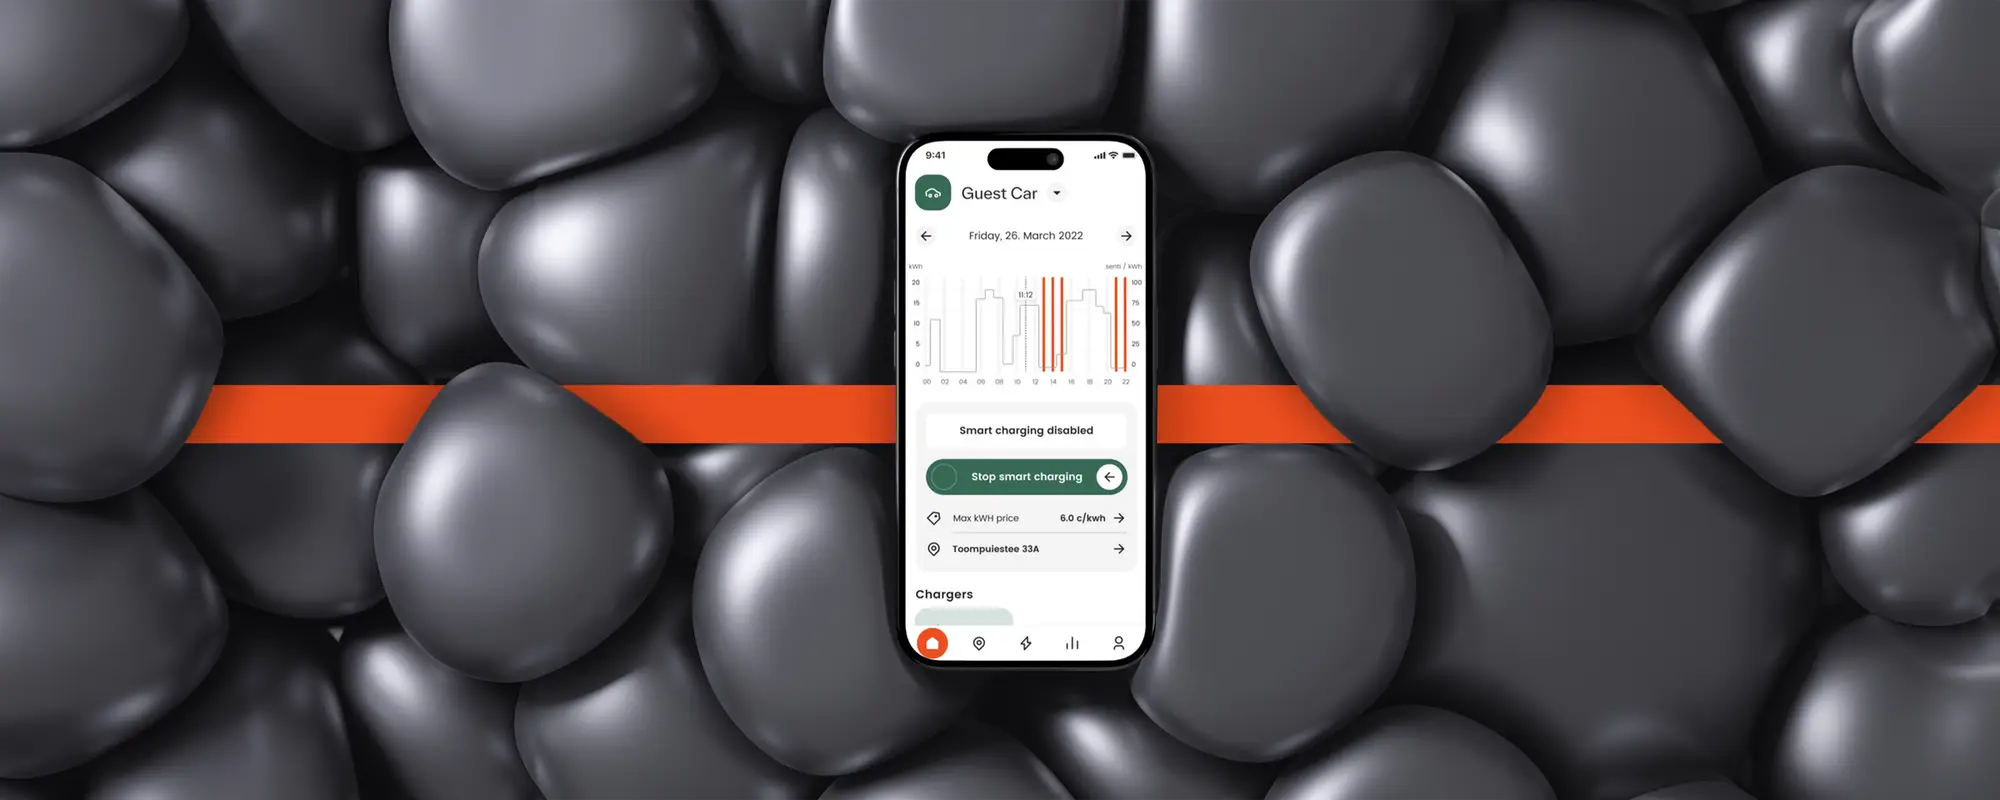 9:41
Guest Car
Friday, 26. March 2022
kWh senti / kWh
20 100
15 75
10 50
5 25
0 0
11:12
00 02 04 06 08 10 12 14 16 18 20 22
Smart charging disabled
Stop smart charging
Max kWH price 6.0 c/kwh
Toompuiestee 33A
Chargers